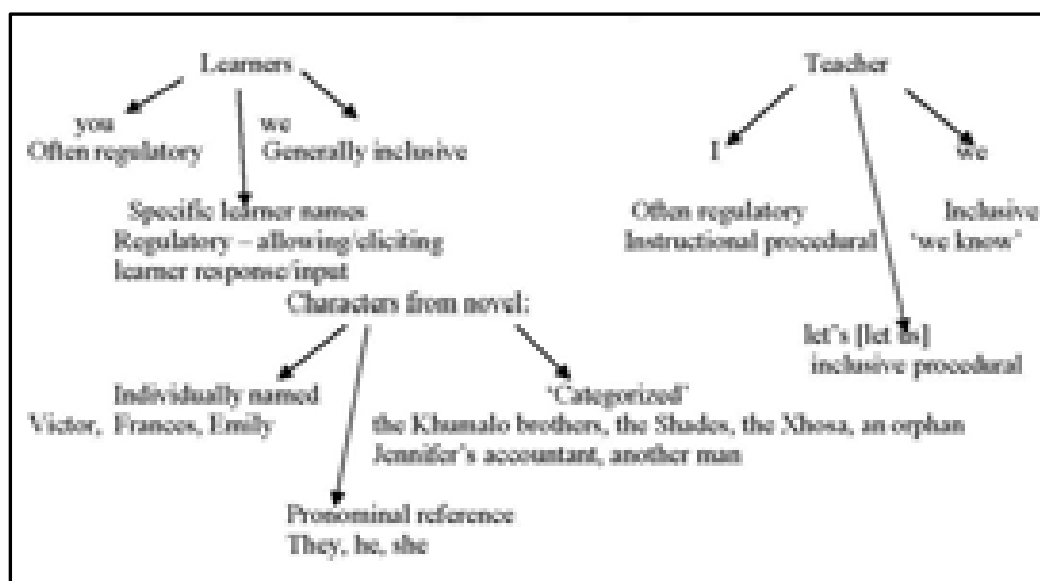 Learners
you
Often regulatory
we
Generally inclusive
Specific learner names
Regulatory – allowing/eliciting
learner response/input
Teacher
I
Often regulatory
Instructional procedural
we
Inclusive
'we know'
let's [let us]
inclusive procedural
Characters from novel:
Individually named
Victor, Frances, Emily
'Categorized'
the Khumalo brothers, the Shades, the Xhosa, an orphan
Jennifer's accountant, another man
Pronominal reference
They, he, she